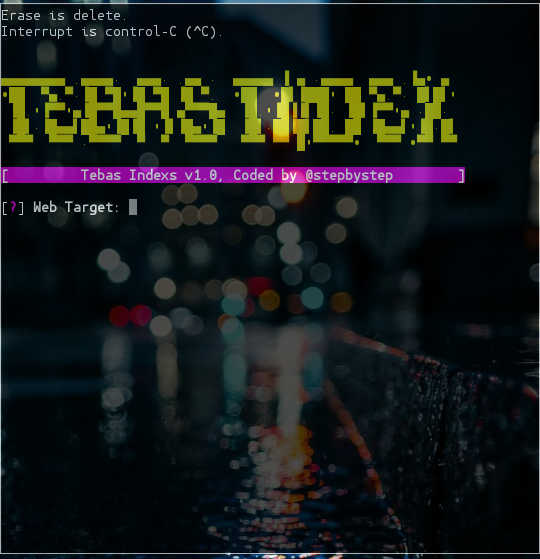 Erase is delete.
Interrupt is control-C (^C).
TEBAS INDEX
[ Tebas Indexs v1.0, Coded by @stepbystep ]
[?] Web Target: